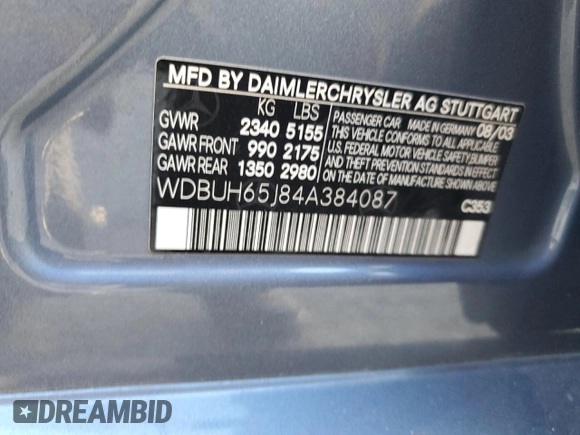 MFD BY DAIMLERCHRYSLER AG STUTTGART
KG LBS
GVWR 2340 5155
GAWR FRONT 990 2175
GAWR REAR 1350 2980
PASSENGER CAR MADE IN GERMANY 08/03
THIS VEHICLE CONFORMS TO ALL APPLICABLE
U.S. FEDERAL MOTOR VEHICLE SAFETY,BUMPER
AND THEFT PREVENTION STANDARDS IN EFFECT
ON THE DATE OF MANUFACTURE
WDBUH65J84A384087
C353
DREAMBID